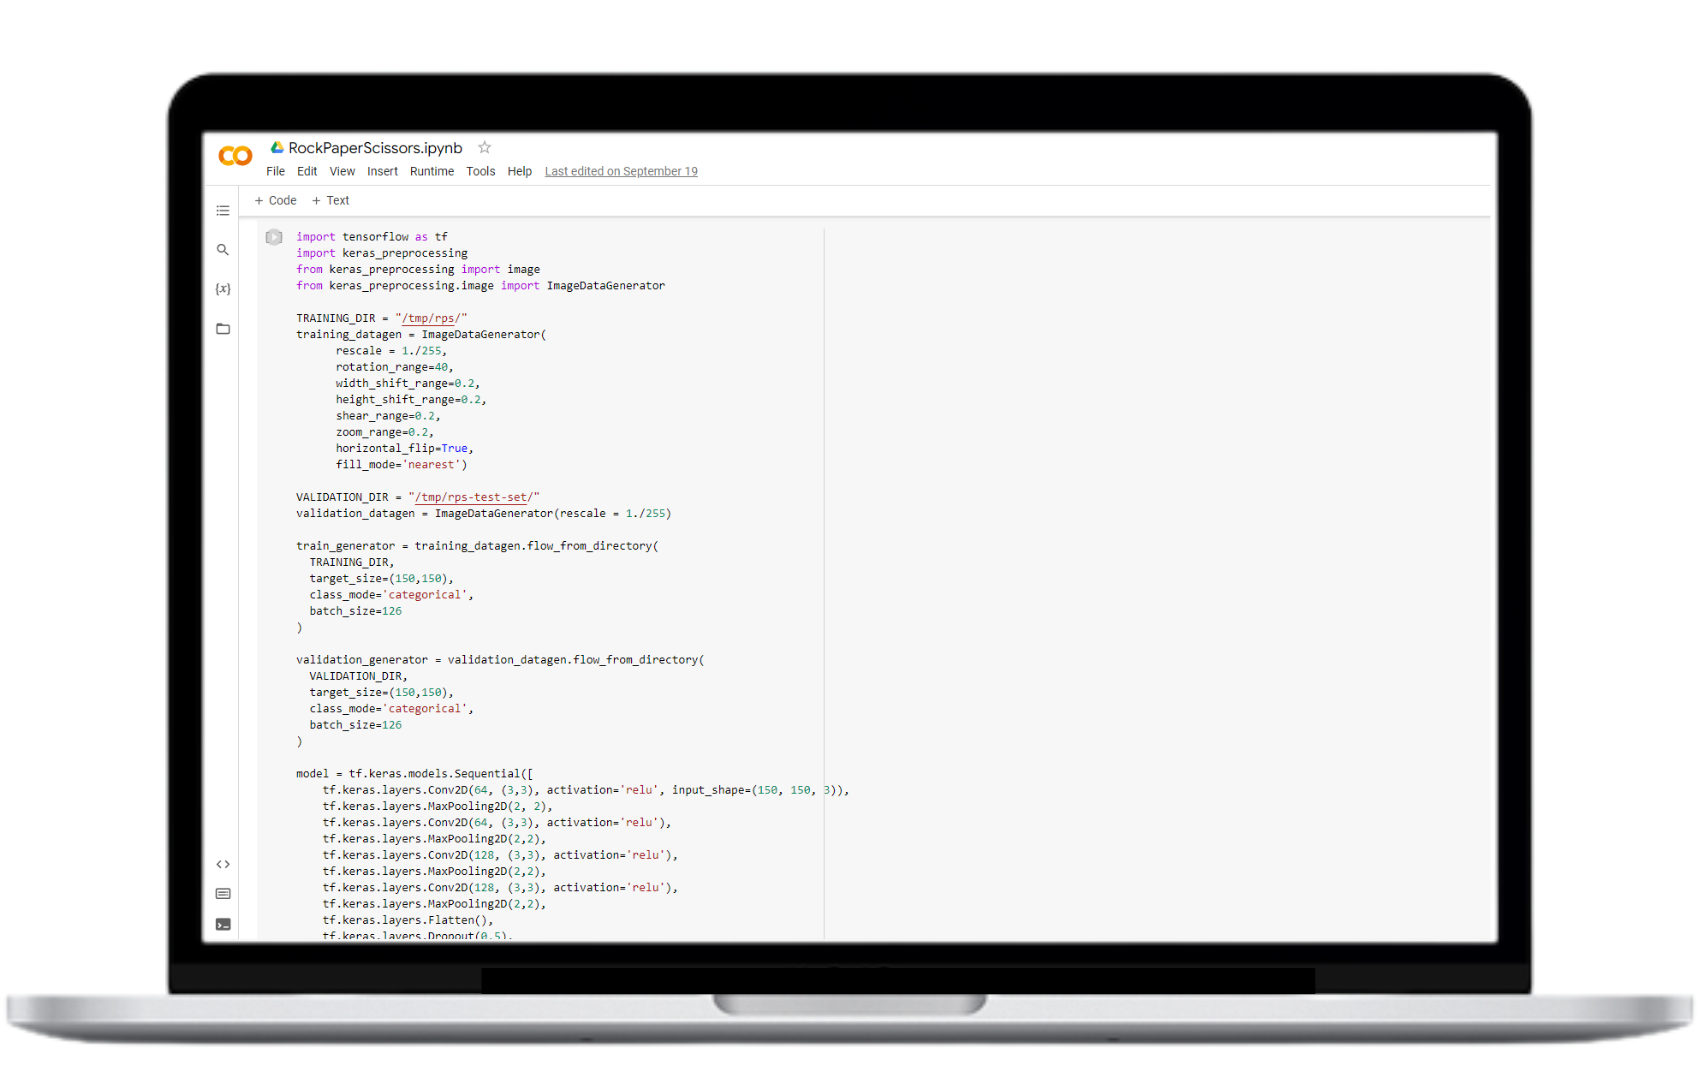 RockPaperScissors.ipynb
File Edit View Insert Runtime Tools Help Last edited on September 19
+ Code + Text
import tensorflow as tf
import keras_preprocessing
from keras_preprocessing import image
from keras_preprocessing.image import ImageDataGenerator
TRAINING_DIR = "/tmp/rps/"
training_datagen = ImageDataGenerator(
rescale = 1./255,
rotation_range=40,
width_shift_range=0.2,
height_shift_range=0.2,
shear_range=0.2,
zoom_range=0.2,
horizontal_flip=True,
fill_mode='nearest')
VALIDATION_DIR = "/tmp/rps-test-set/"
validation_datagen = ImageDataGenerator(rescale = 1./255)
train_generator = training_datagen.flow_from_directory(
TRAINING_DIR,
target_size=(150,150),
class_mode='categorical',
batch_size=126
)
validation_generator = validation_datagen.flow_from_directory(
VALIDATION_DIR,
target_size=(150,150),
class_mode='categorical',
batch_size=126
)
model = tf.keras.models.Sequential([
tf.keras.layers.Conv2D(64, (3,3), activation='relu', input_shape=(150, 150, 3)),
tf.keras.layers.MaxPooling2D(2, 2),
tf.keras.layers.Conv2D(64, (3,3), activation='relu'),
tf.keras.layers.MaxPooling2D(2,2),
tf.keras.layers.Conv2D(128, (3,3), activation='relu'),
tf.keras.layers.MaxPooling2D(2,2),
tf.keras.layers.Conv2D(128, (3,3), activation='relu'),
tf.keras.layers.MaxPooling2D(2,2),
tf.keras.layers.Flatten(),
tf.keras.layers.Dropout(0.5),